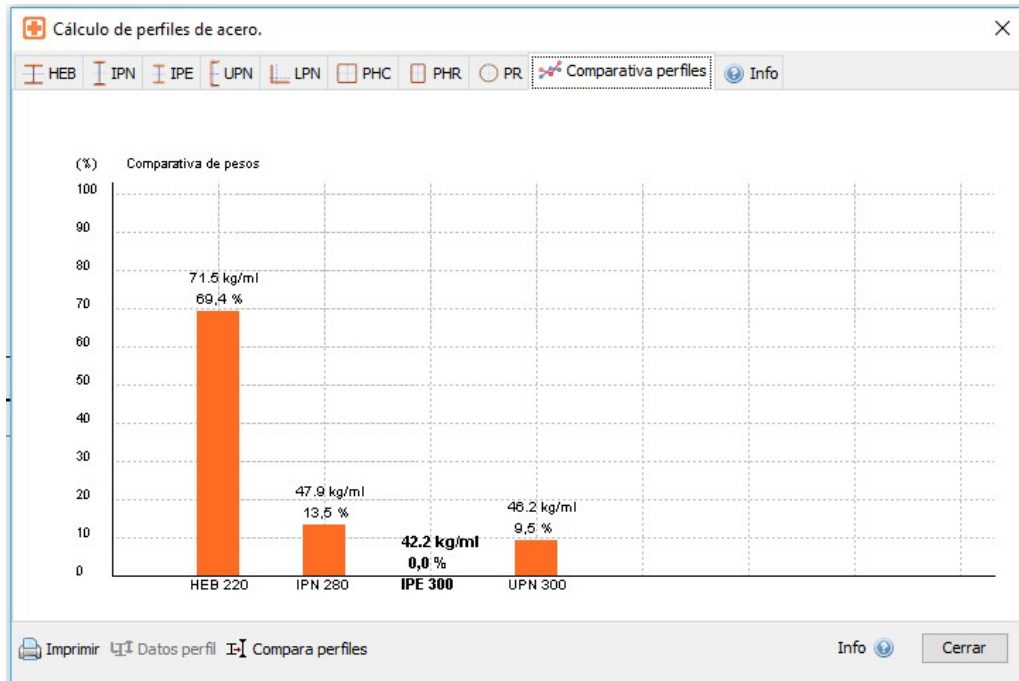 Cálculo de perfiles de acero.
HEB IPN IPE UPN LPN PHC PHR PR Comparativa perfiles Info
(%) Comparativa de pesos
100
90
80
71.5 kg/ml
69,4 %
70
60
50
40
30
20
47.9 kg/ml
13,5 %
46.2 kg/ml
9,5 %
10
42.2 kg/ml
0,0 %
0
HEB 220 IPN 280 IPE 300 UPN 300
Imprimir Datos perfil Compara perfiles Info Cerrar